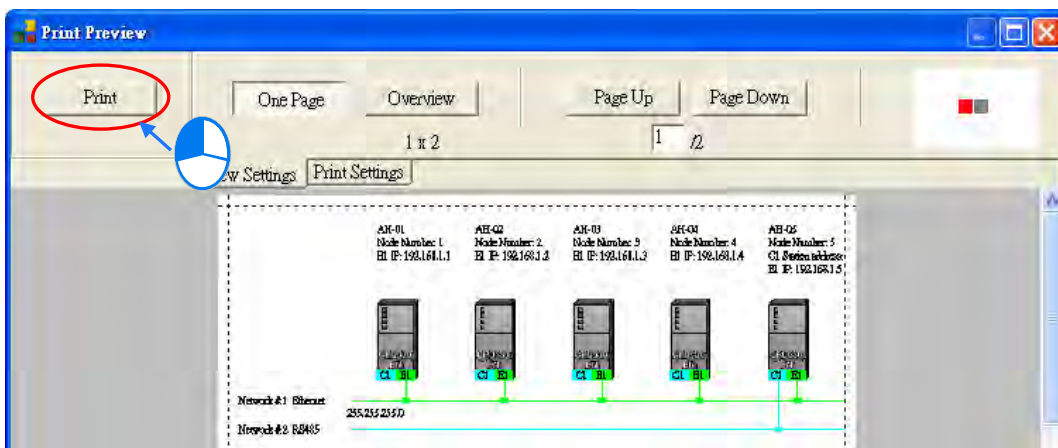 Print Preview
Print One Page Overview Page Up Page Down
1 x 2 1 /2
w Settings Print Settings
AH-01 AH-02 AH-03 AH-04 AH-05
Node Number: 1 Node Number: 2 Node Number: 3 Node Number: 4 Node Number: 5
E1 IP: 192.168.1.1 E1 IP: 192.168.1.2 E1 IP: 192.168.1.3 E1 IP: 192.168.1.4 C1 Station address:
E1 IP: 192.168.1.5
C1 E1 C1 E1 C1 E1 C1 E1 C1 E1
Network #:1 Ethernet
255.255.255.0
Network #:2 RS485